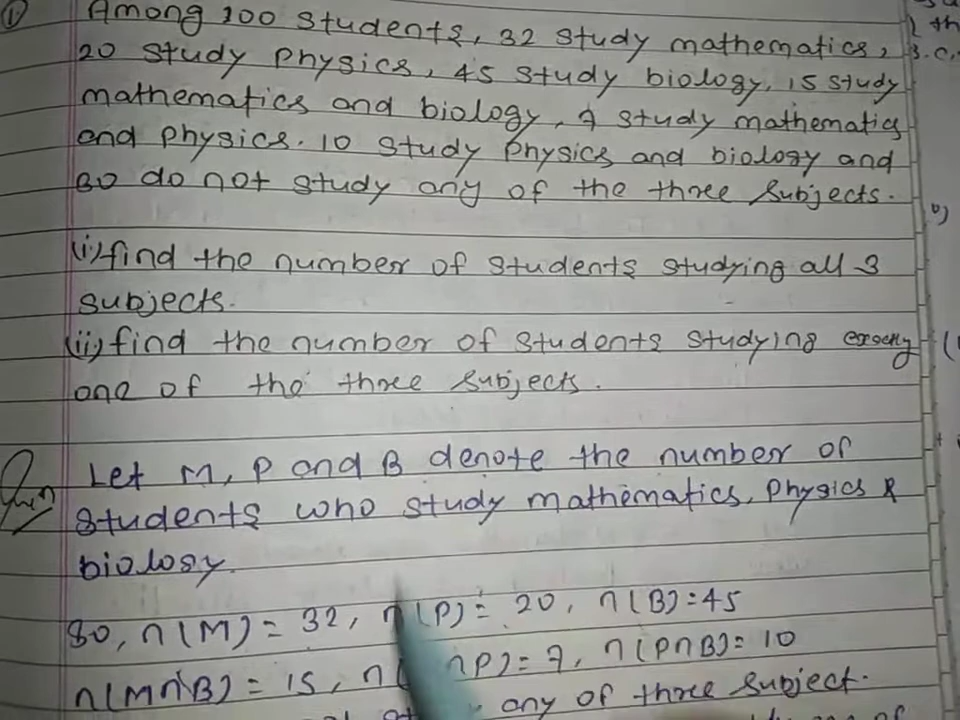 ① Among 100 students, 32 study mathematics,
20 study physics, 45 study biology, 15 study
mathematics and biology, 7 study mathematics
and physics. 10 study physics and biology and
30 do not study any of the three subjects.
(i) find the number of students studying all 3
subjects.
(ii) find the number of students studying exactly
one of the three subjects.
Let M, P and B denote the number of
students who study mathematics, physics &
biology.
So, n(M) = 32, n(P) = 20, n(B) = 45
n(M∩B) = 15, n( ∩P) = 7, n(P∩B) = 10
any of three subject.